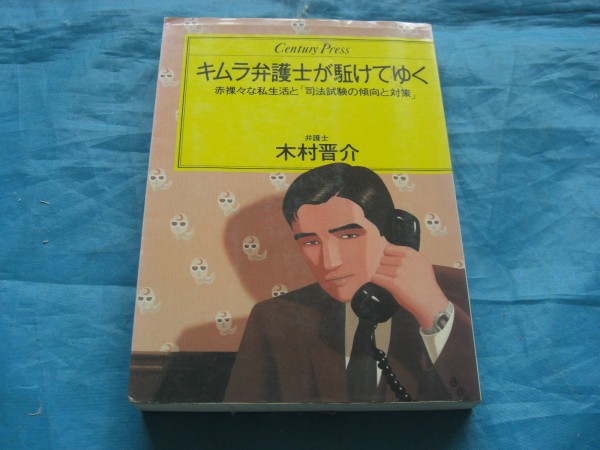 Century Press
キムラ弁護士が駈けてゆく
赤裸々な私生活と「司法試験の傾向と対策」
弁護士
木村晋介